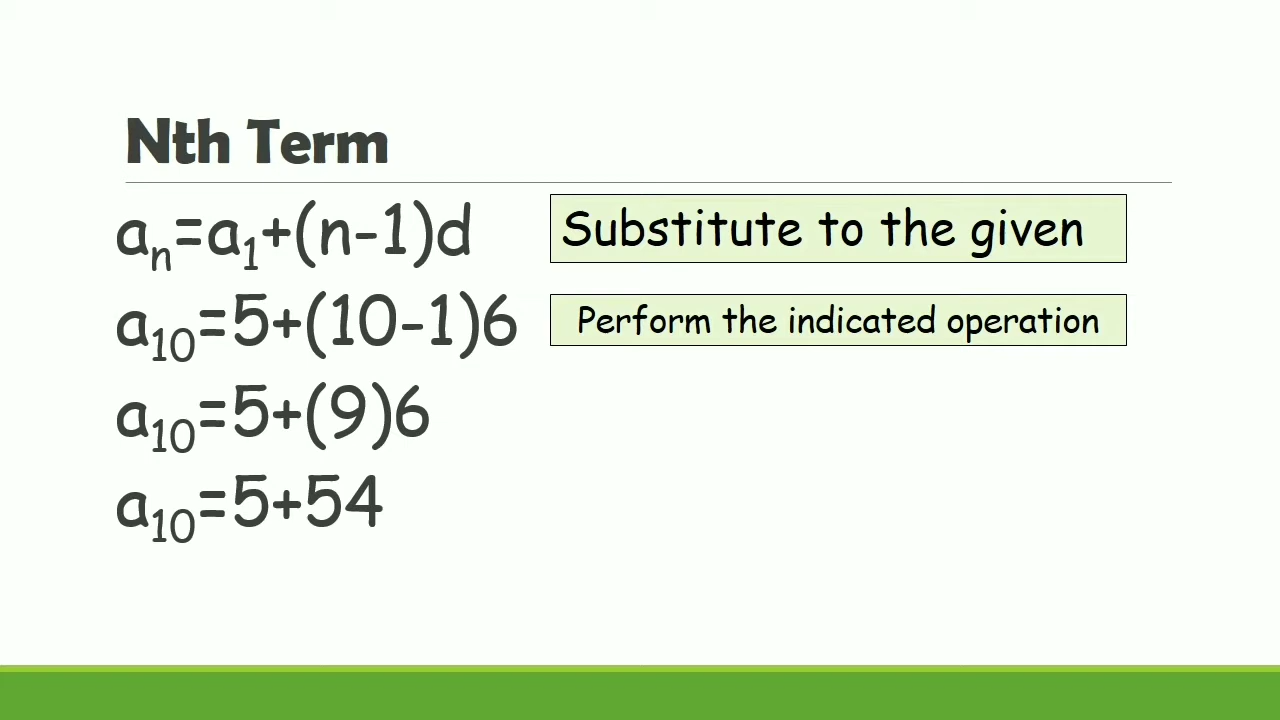 Nth Term
aₙ=a₁+(n-1)d
Substitute to the given
a₁₀=5+(10-1)6
Perform the indicated operation
a₁₀=5+(9)6
a₁₀=5+54